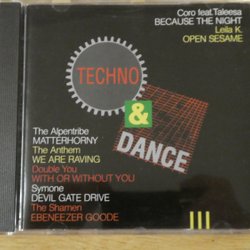 Coro feat.Taleesa
BECAUSE THE NIGHT
Leila K.
OPEN SESAME
TECHNO
&
DANCE
The Alpentribe
MATTERHORNY
The Anthem
WE ARE RAVING
Double You
WITH OR WITHOUT YOU
Symone
DEVIL GATE DRIVE
The Shamen
EBENEEZER GOODE
III